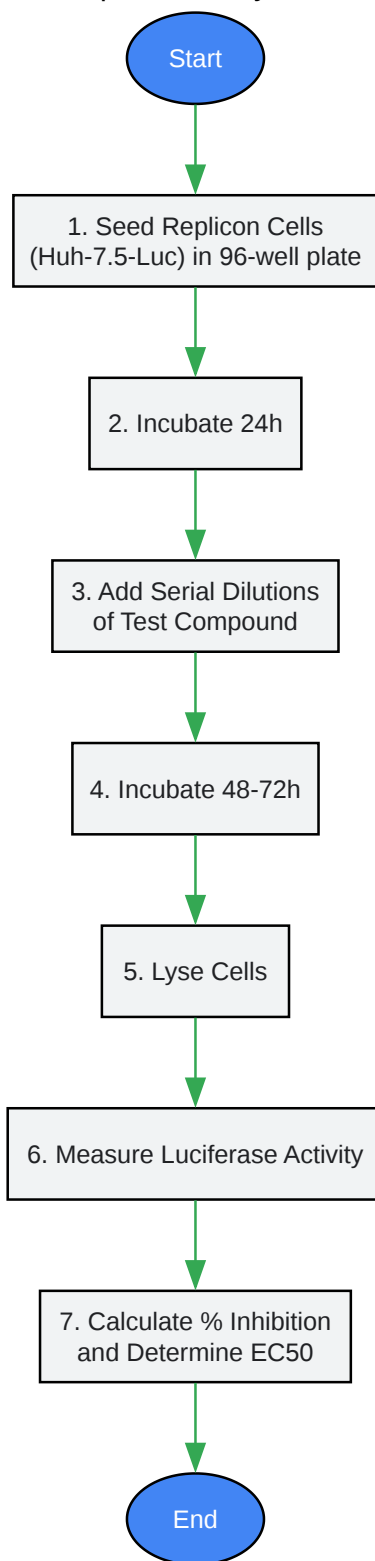 Start
1. Seed Replicon Cells
(Huh-7.5-Luc) in 96-well plate
2. Incubate 24h
3. Add Serial Dilutions
of Test Compound
4. Incubate 48-72h
5. Lyse Cells
6. Measure Luciferase Activity
7. Calculate % Inhibition
and Determine EC50
End